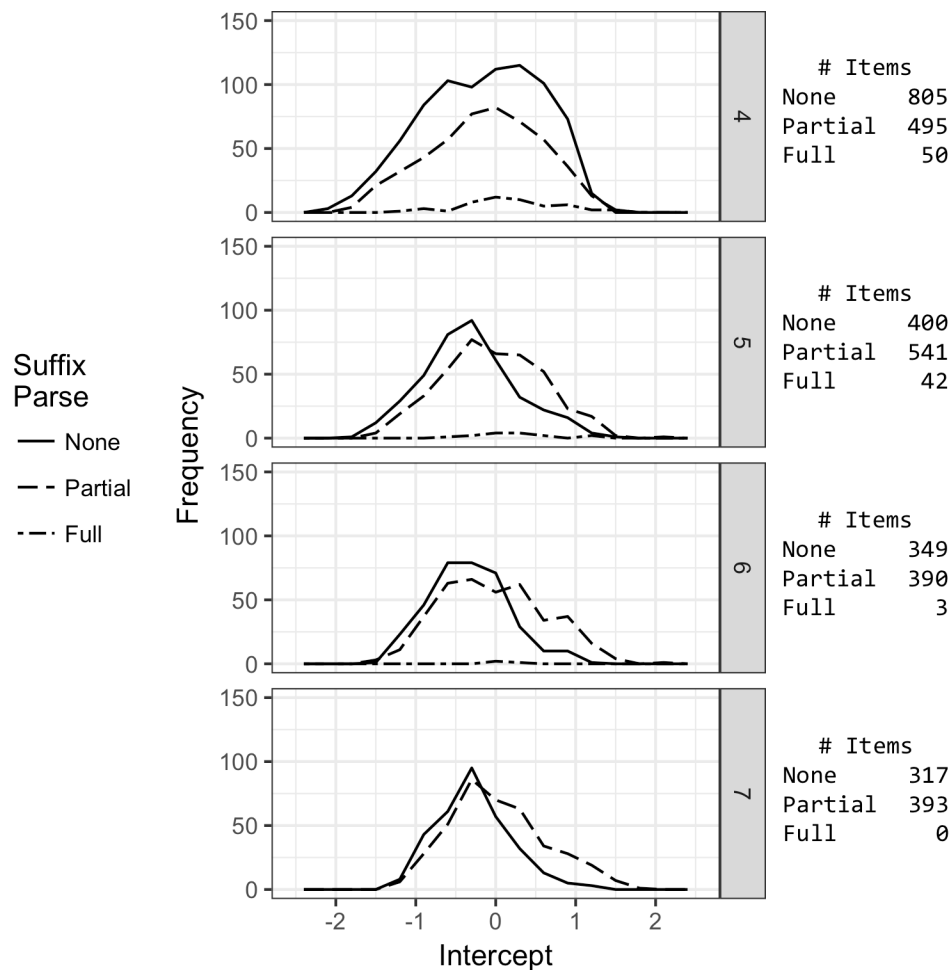 Suffix
Parse
None
Partial
Full
Frequency
150
100
50
0
4
# Items
None 805
Partial 495
Full 50
150
100
50
0
5
# Items
None 400
Partial 541
Full 42
150
100
50
0
6
# Items
None 349
Partial 390
Full 3
150
100
50
0
7
# Items
None 317
Partial 393
Full 0
-2 -1 0 1 2
Intercept